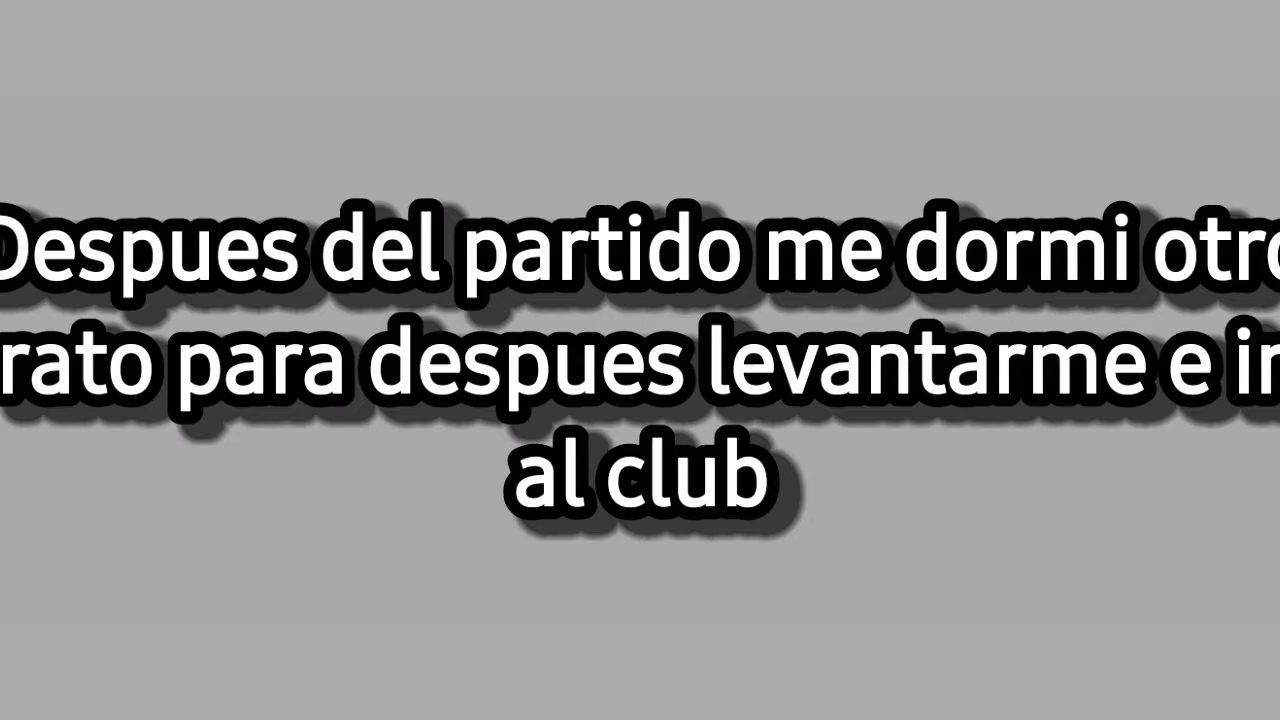 Despues del partido me dormi otro
rato para despues levantarme e ir
al club